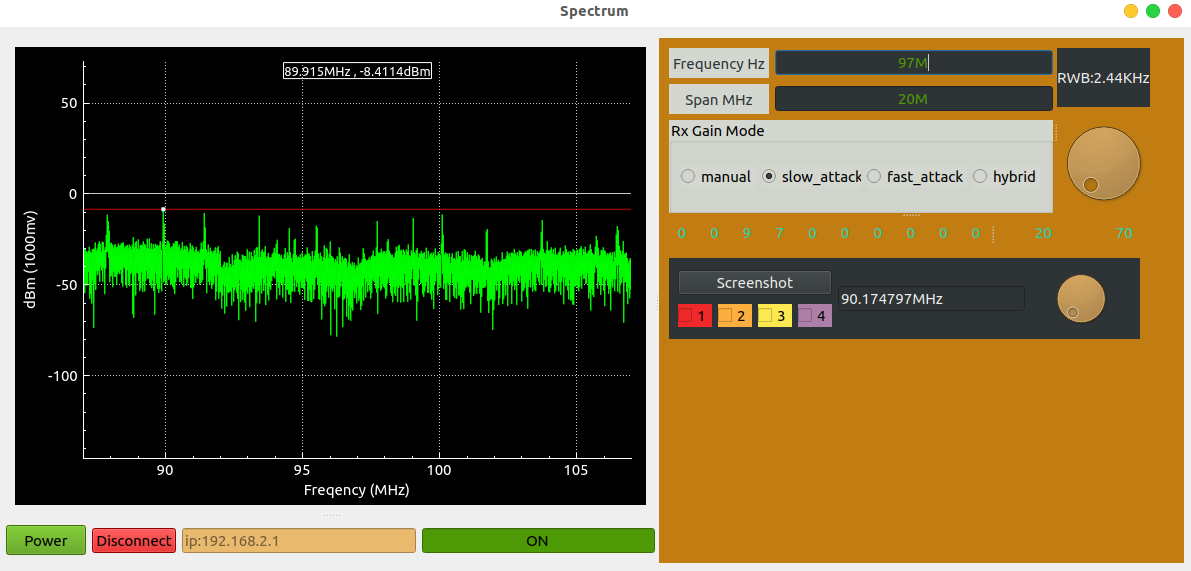 Spectrum
89.915MHz , -8.4114dBm
50
0
-50
-100
dBm (1000mv)
90 95 100 105
Freqency (MHz)
Power Disconnect ip:192.168.2.1 ON
Frequency Hz 97M RWB:2.44KHz
Span MHz 20M
Rx Gain Mode
manual slow_attack fast_attack hybrid
0 0 9 7 0 0 0 0 0 0 20 70
Screenshot
90.174797MHz
1 2 3 4